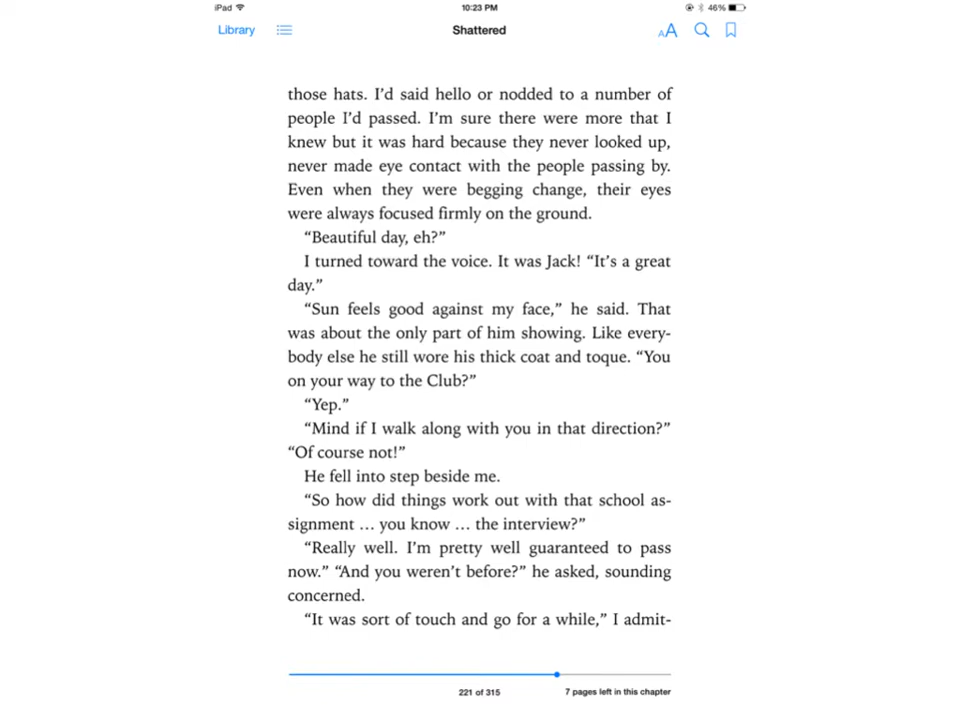 iPad 10:23 PM 46%
Library Shattered AA
those hats. I’d said hello or nodded to a number of
people I’d passed. I’m sure there were more that I
knew but it was hard because they never looked up,
never made eye contact with the people passing by.
Even when they were begging change, their eyes
were always focused firmly on the ground.
“Beautiful day, eh?”
I turned toward the voice. It was Jack! “It’s a great
day.”
“Sun feels good against my face,” he said. That
was about the only part of him showing. Like every-
body else he still wore his thick coat and toque. “You
on your way to the Club?”
“Yep.”
“Mind if I walk along with you in that direction?”
“Of course not!”
He fell into step beside me.
“So how did things work out with that school as-
signment … you know … the interview?”
“Really well. I’m pretty well guaranteed to pass
now.” “And you weren’t before?” he asked, sounding
concerned.
“It was sort of touch and go for a while,” I admit-
221 of 315 7 pages left in this chapter